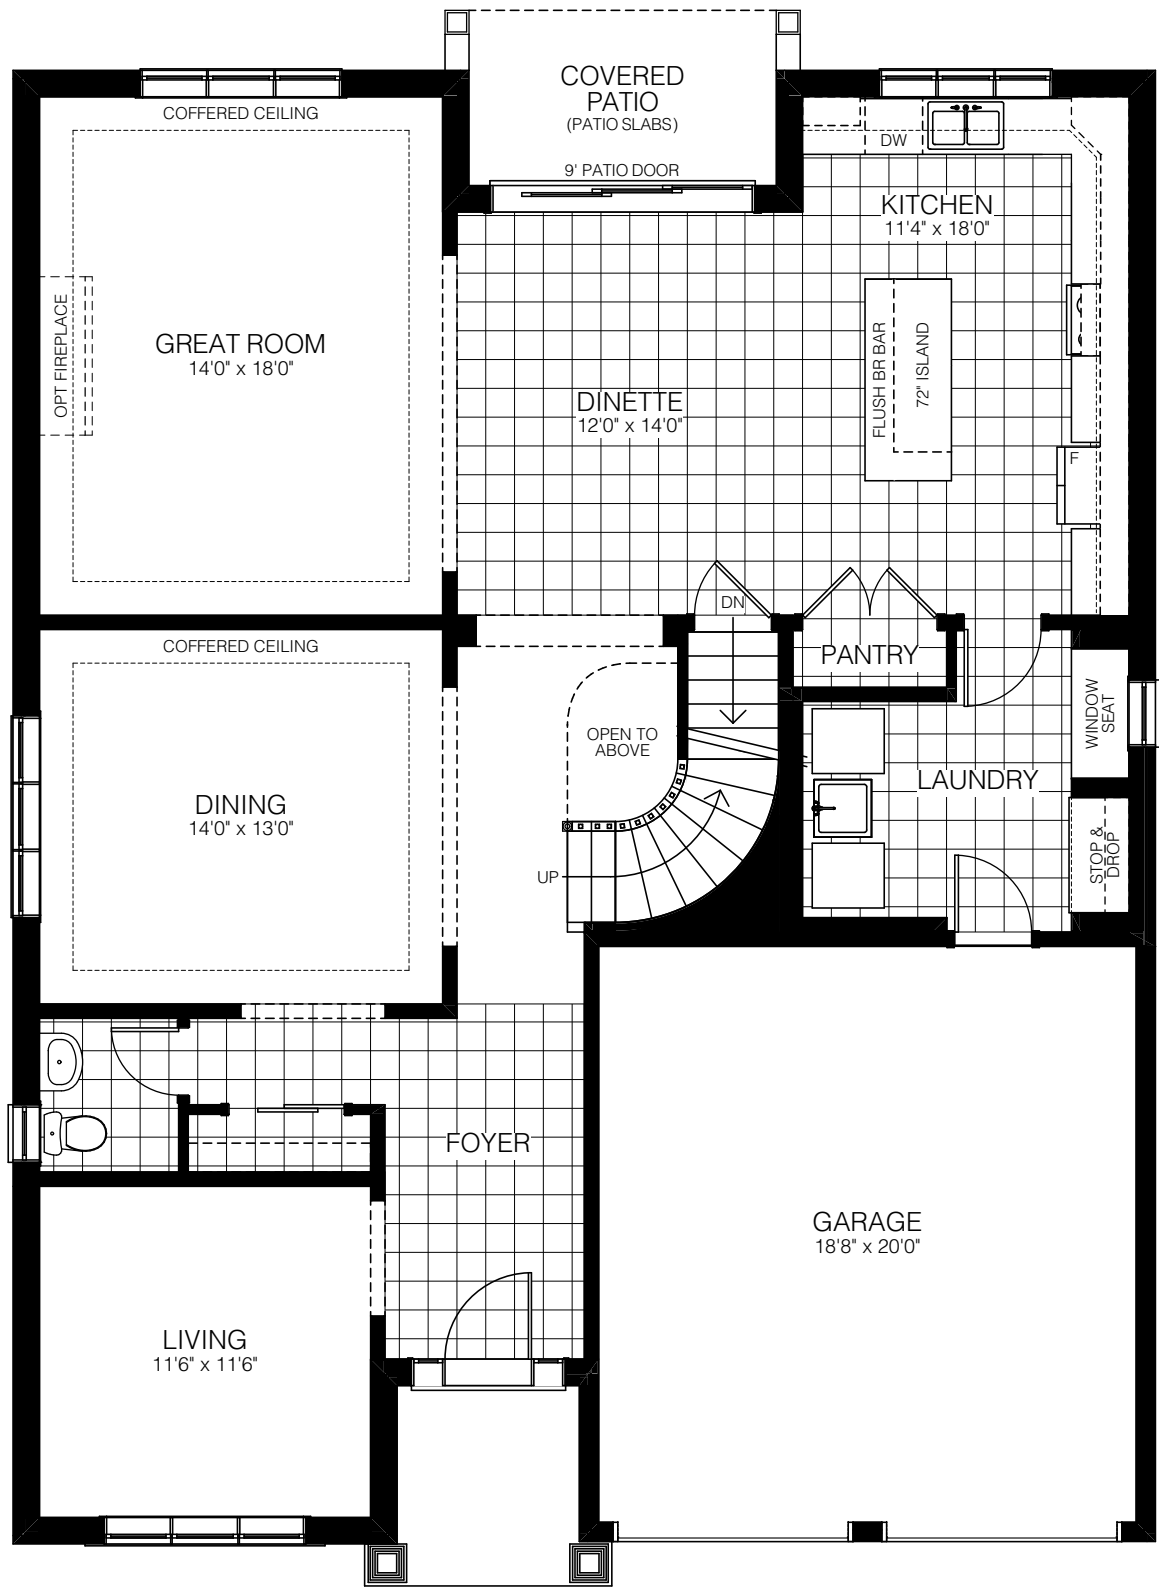 COVERED
PATIO
(PATIO SLABS)
9' PATIO DOOR
COFFERED CEILING
DW
KITCHEN
11'4" x 18'0"
OPT FIREPLACE
GREAT ROOM
14'0" x 18'0"
FLUSH BR BAR
72" ISLAND
DINETTE
12'0" x 14'0"
F
DN
PANTRY
COFFERED CEILING
OPEN TO
ABOVE
WINDOW
SEAT
LAUNDRY
DINING
14'0" x 13'0"
STOP &
DROP
UP
FOYER
GARAGE
18'8" x 20'0"
LIVING
11'6" x 11'6"